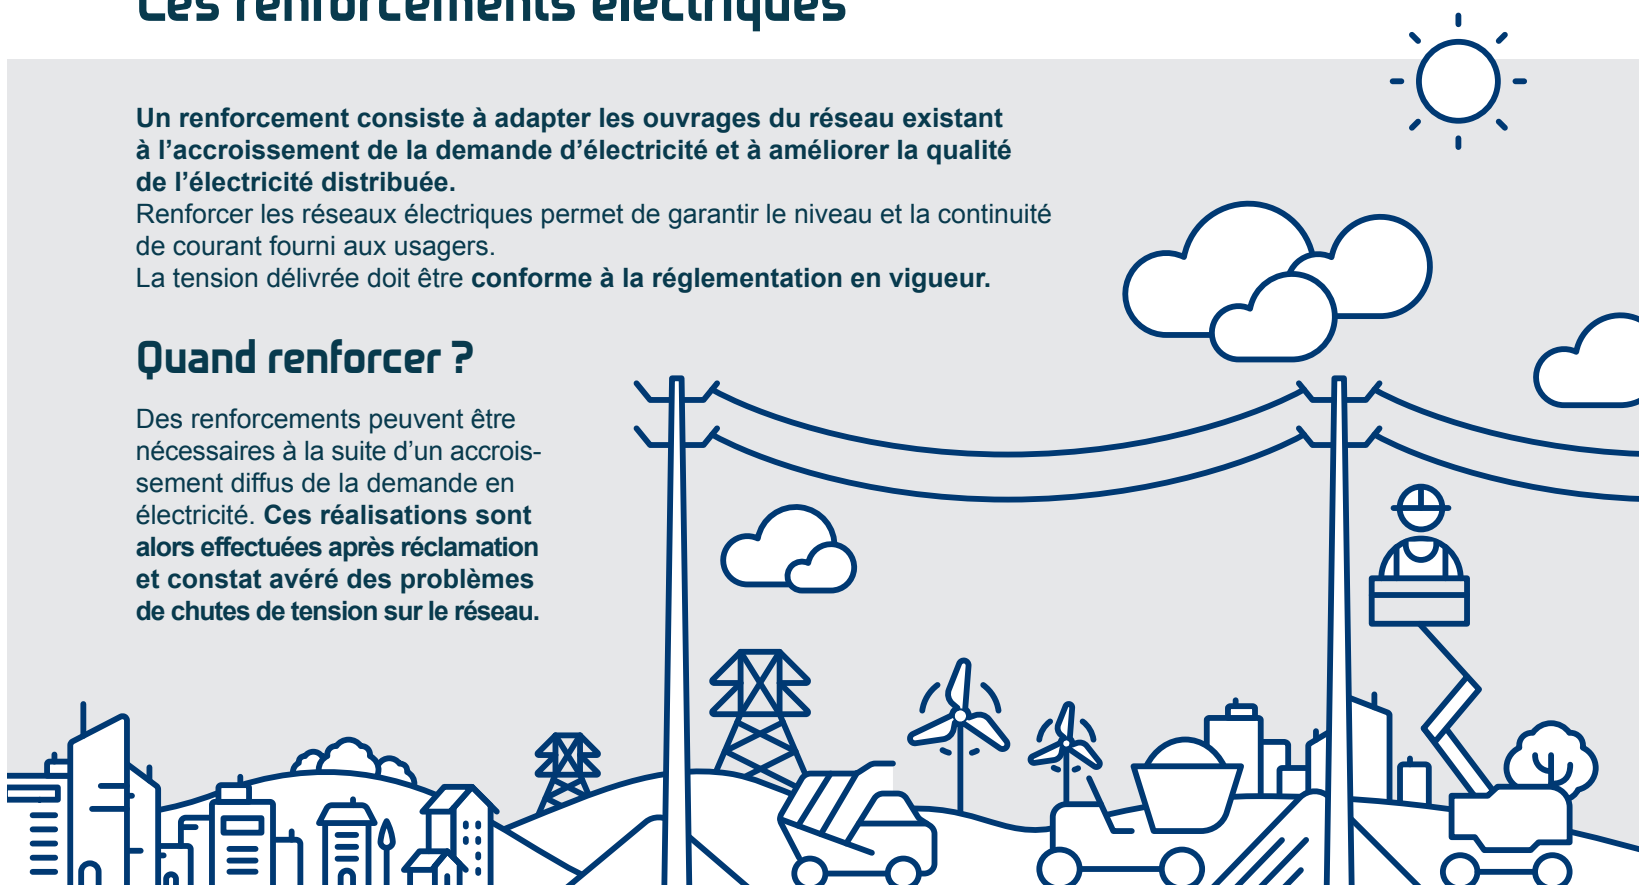 Les renforcements électriques
Un renforcement consiste à adapter les ouvrages du réseau existant
à l’accroissement de la demande d’électricité et à améliorer la qualité
de l’électricité distribuée.
Renforcer les réseaux électriques permet de garantir le niveau et la continuité
de courant fourni aux usagers.
La tension délivrée doit être conforme à la réglementation en vigueur.
Quand renforcer ?
Des renforcements peuvent être
nécessaires à la suite d’un accrois-
sement diffus de la demande en
électricité. Ces réalisations sont
alors effectuées après réclamation
et constat avéré des problèmes
de chutes de tension sur le réseau.